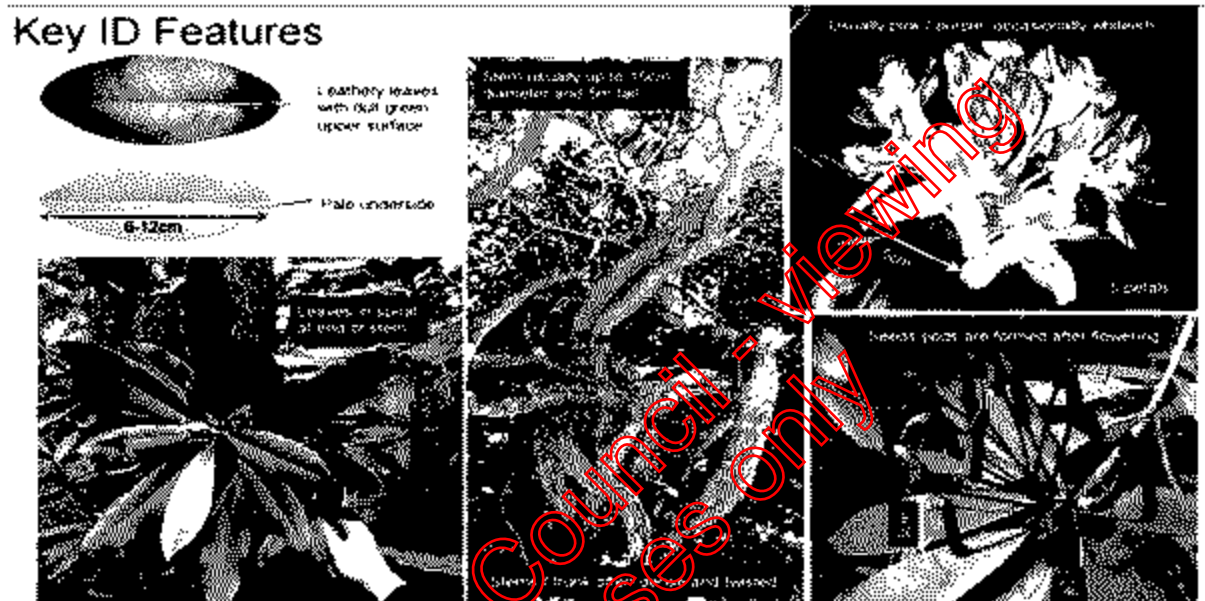 Key ID Features
Leathery leaves
with dull green
upper surface
Pale underside
6-12cm
Leaves in spiral
at end of stem
Stems usually up to 15cm
diameter and 5m tall
Usually pink / purple, occasionally whiteish
5 petals
Seeds pods are formed after flowering
Stems / trunk often and twisted
Council - viewing
ses only